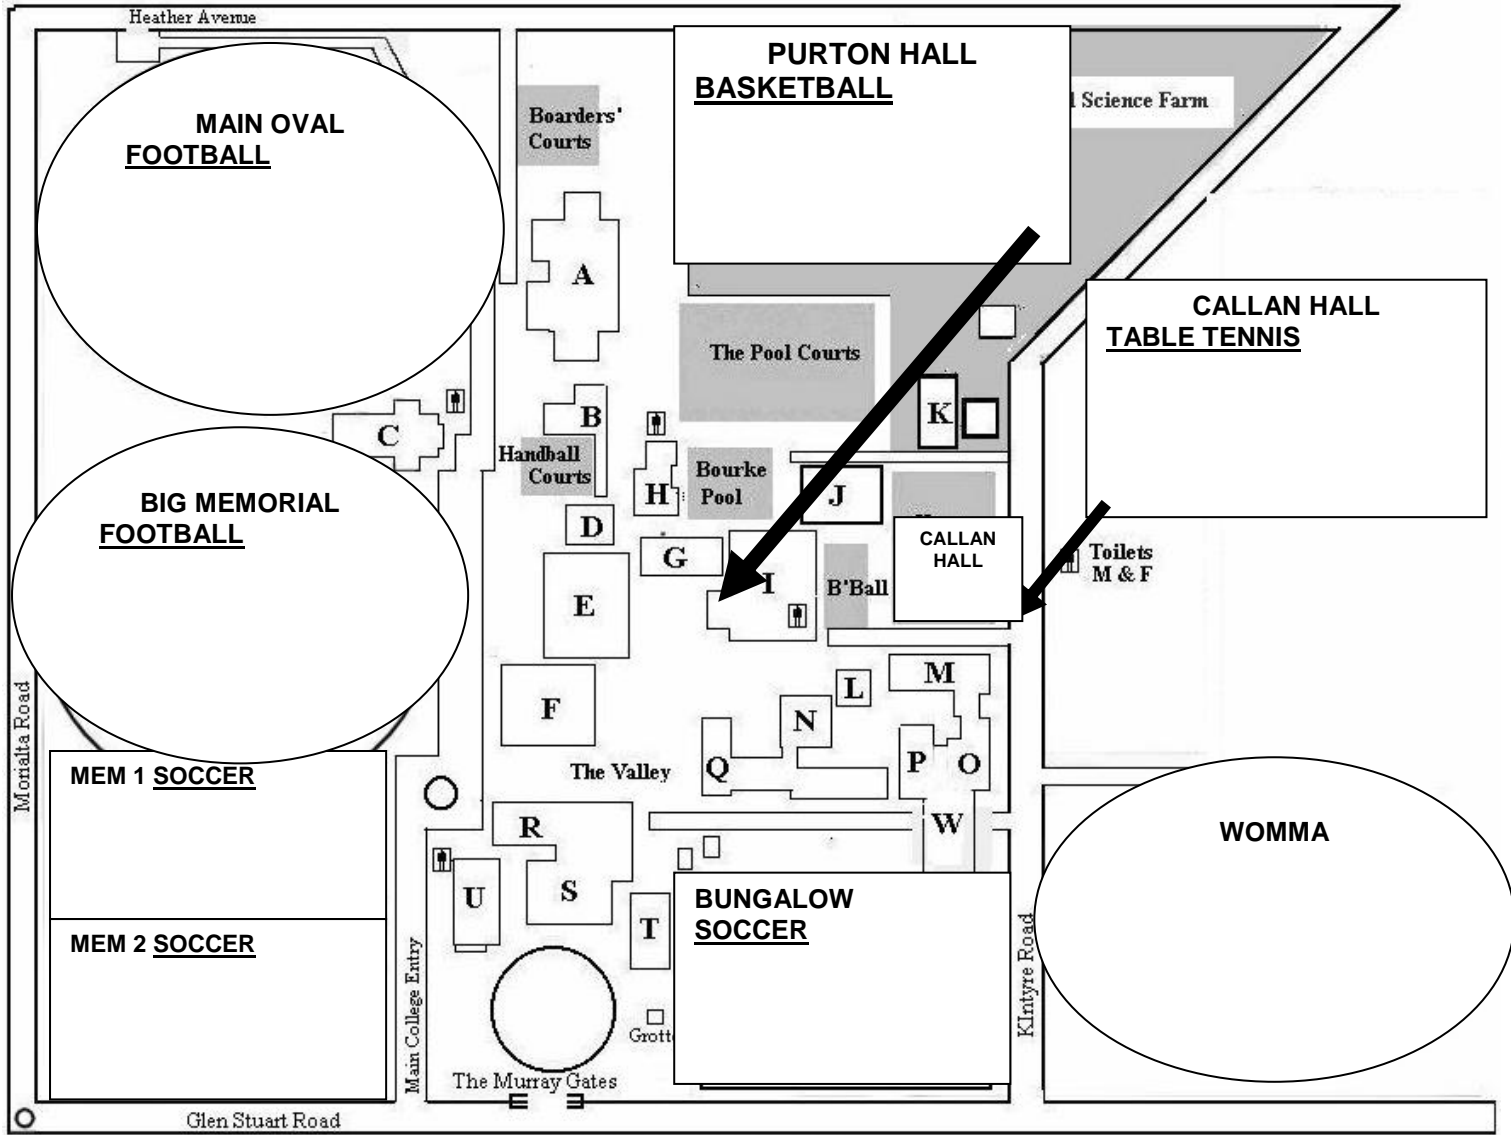 Heather Avenue
MAIN OVAL
FOOTBALL
Boarders'
Courts
PURTON HALL
BASKETBALL
Science Farm
A
The Pool Courts
CALLAN HALL
TABLE TENNIS
K
B
C
Handball
Courts
H
Bourke
Pool
J
BIG MEMORIAL
FOOTBALL
D
G
I
CALLAN
HALL
Toilets
M & F
E
B'Ball
F
L
M
N
Q
P
O
The Valley
Morialta Road
MEM 1 SOCCER
R
W
WOMMA
U
S
T
BUNGALOW
SOCCER
MEM 2 SOCCER
Main College Entry
KIntyre Road
The Murray Gates
Glen Stuart Road